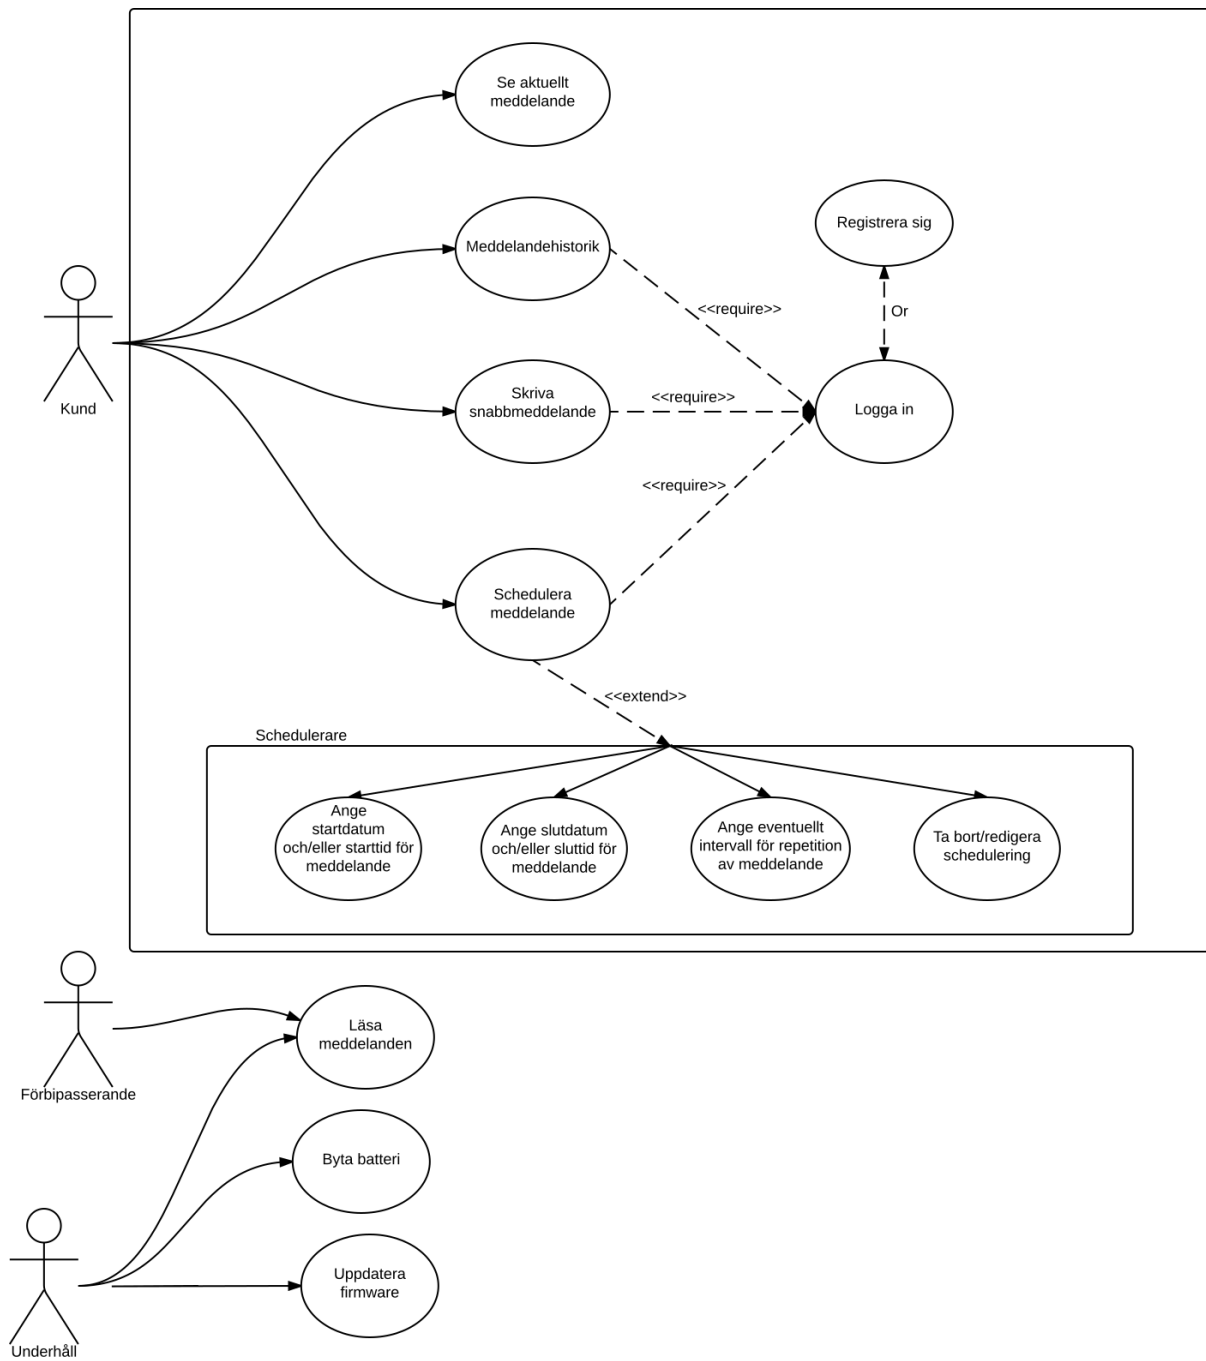 Se aktuellt
meddelande
Registrera sig
Meddelandehistorik
<<require>>
Or
Kund
Skriva
snabbmeddelande
<<require>>
Logga in
<<require>>
Schedulera
meddelande
<<extend>>
Schedulerare
Ange
startdatum
och/eller starttid för
meddelande
Ange slutdatum
och/eller sluttid för
meddelande
Ange eventuellt
intervall för repetition
av meddelande
Ta bort/redigera
schedulering
Läsa
meddelanden
Förbipasserande
Byta batteri
Uppdatera
firmware
Underhåll